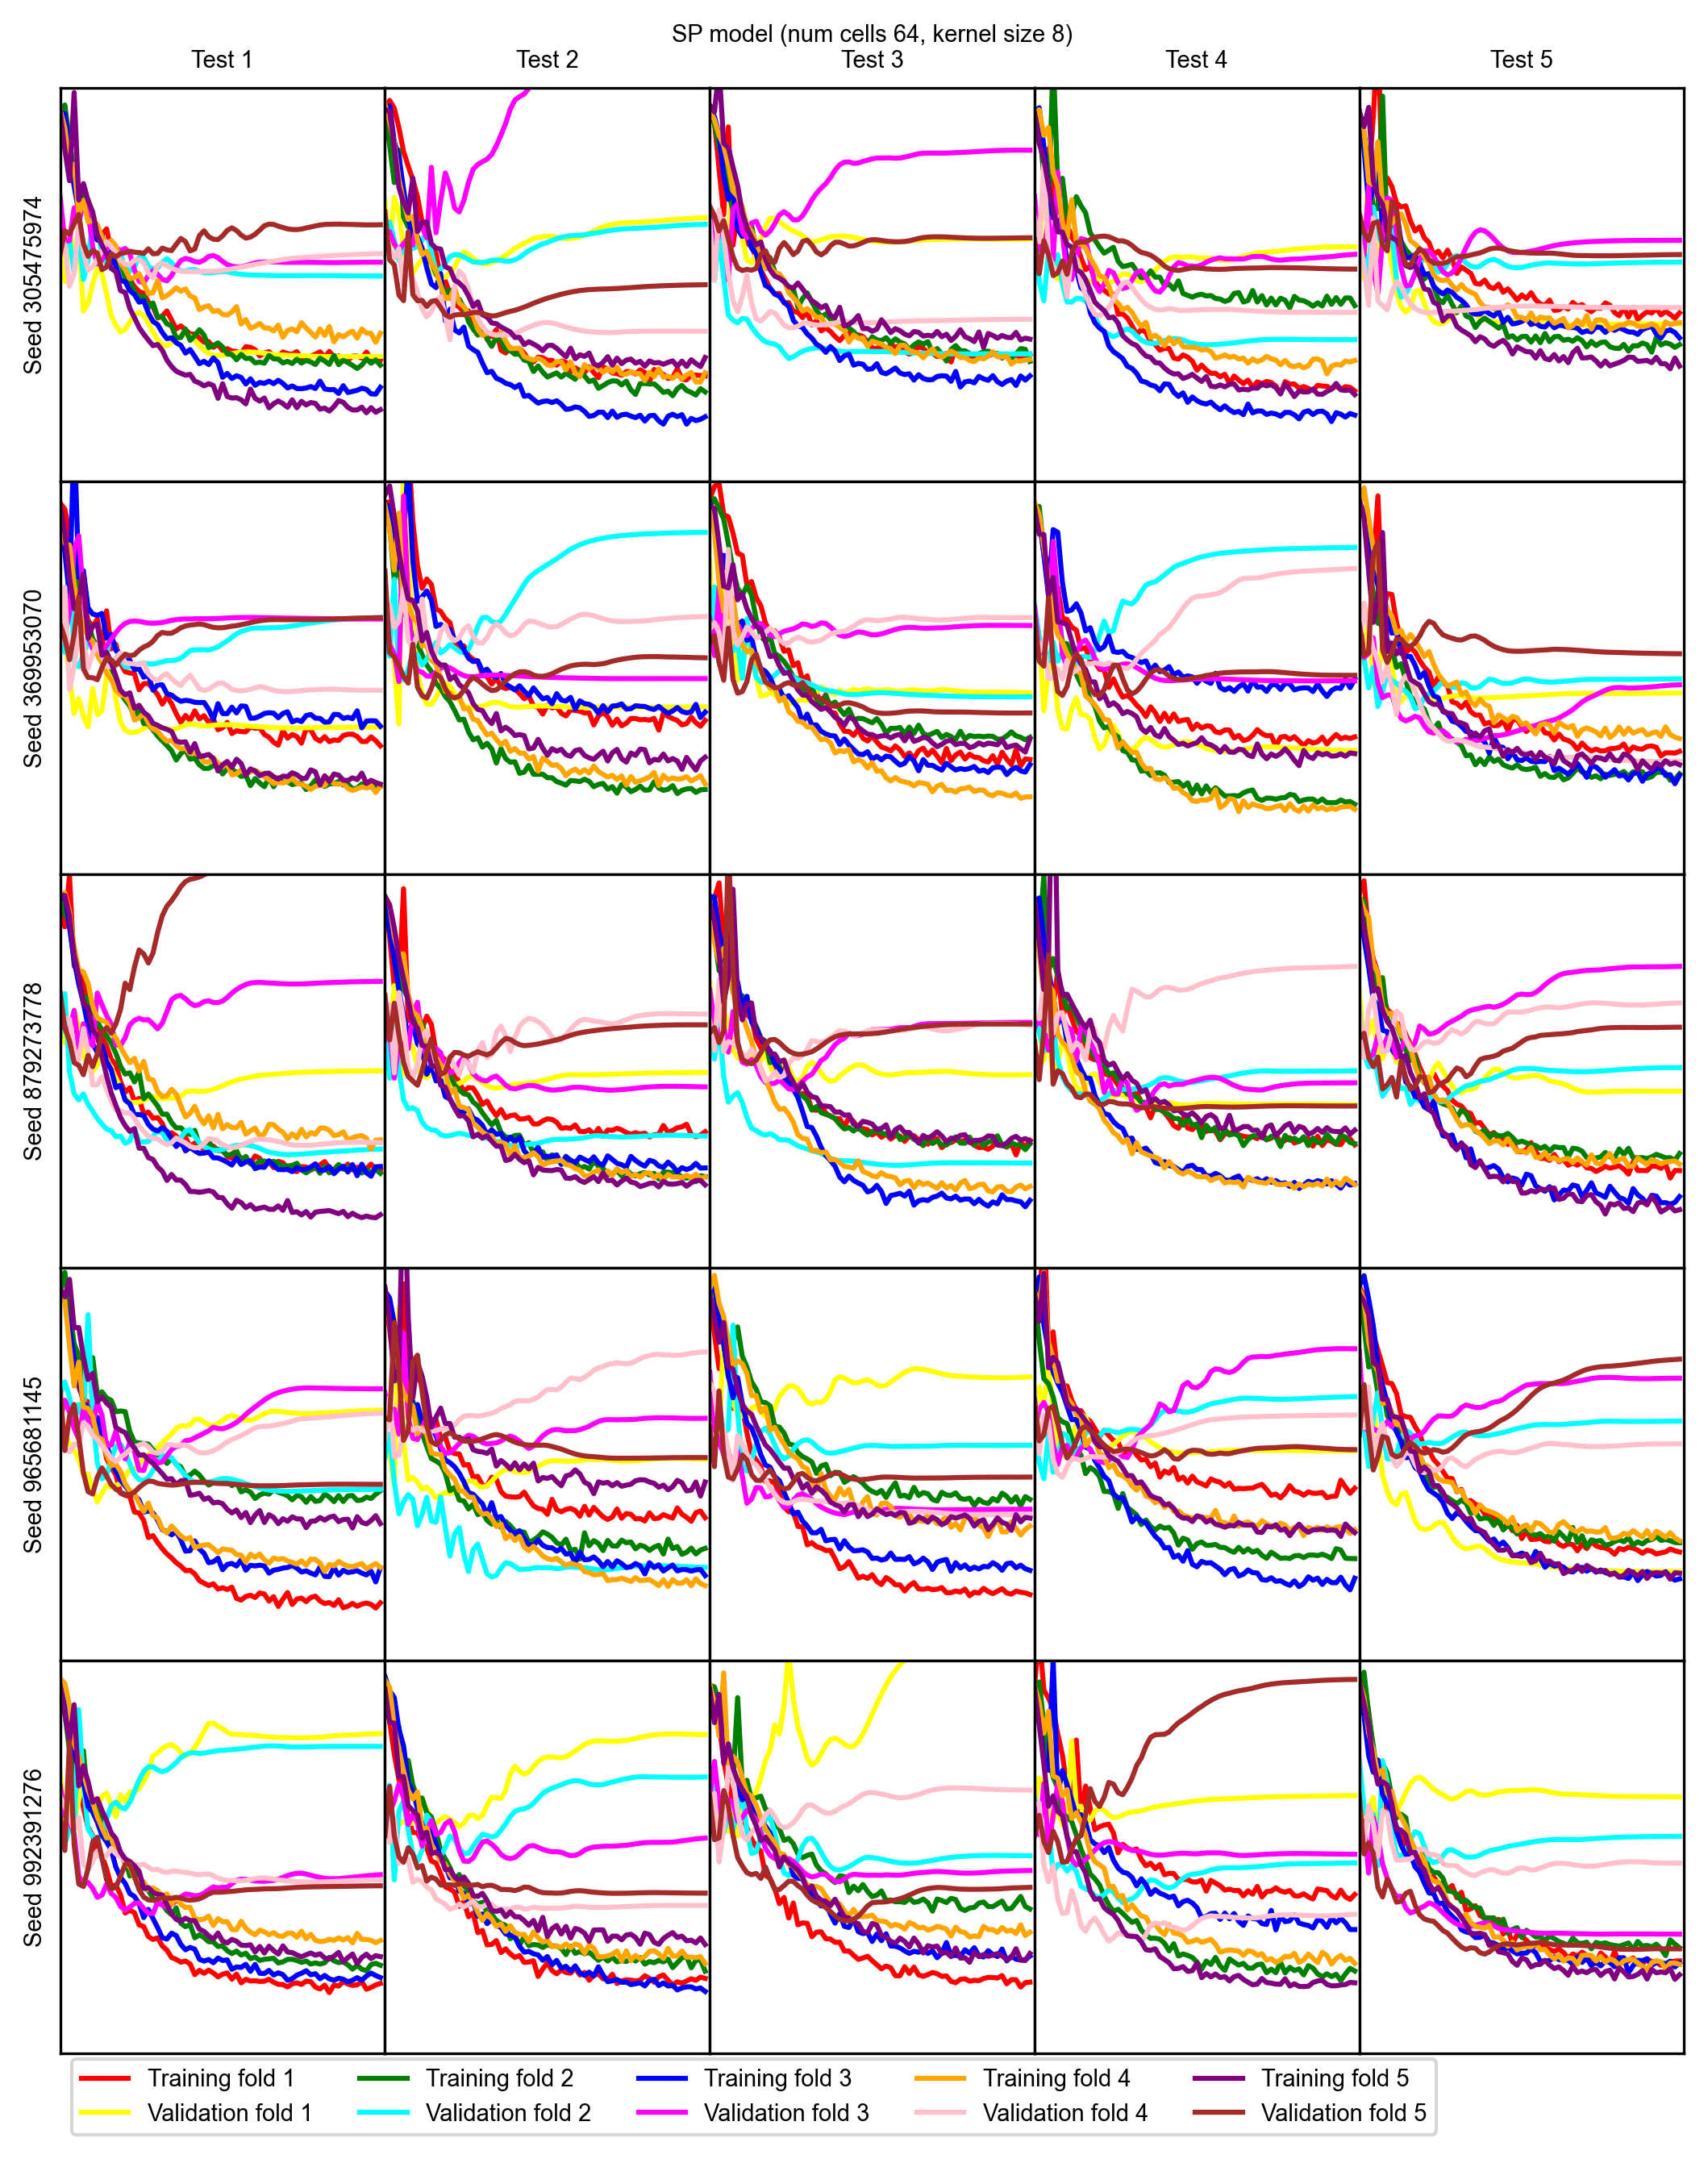 SP model (num cells 64, kernel size 8)
Test 1 Test 2 Test 3 Test 4 Test 5
Seed 3054475974
Seed 3699953070
Seed 879273778
Seed 965681145
Seed 992391276
Training fold 1 Training fold 2 Training fold 3 Training fold 4 Training fold 5
Validation fold 1 Validation fold 2 Validation fold 3 Validation fold 4 Validation fold 5